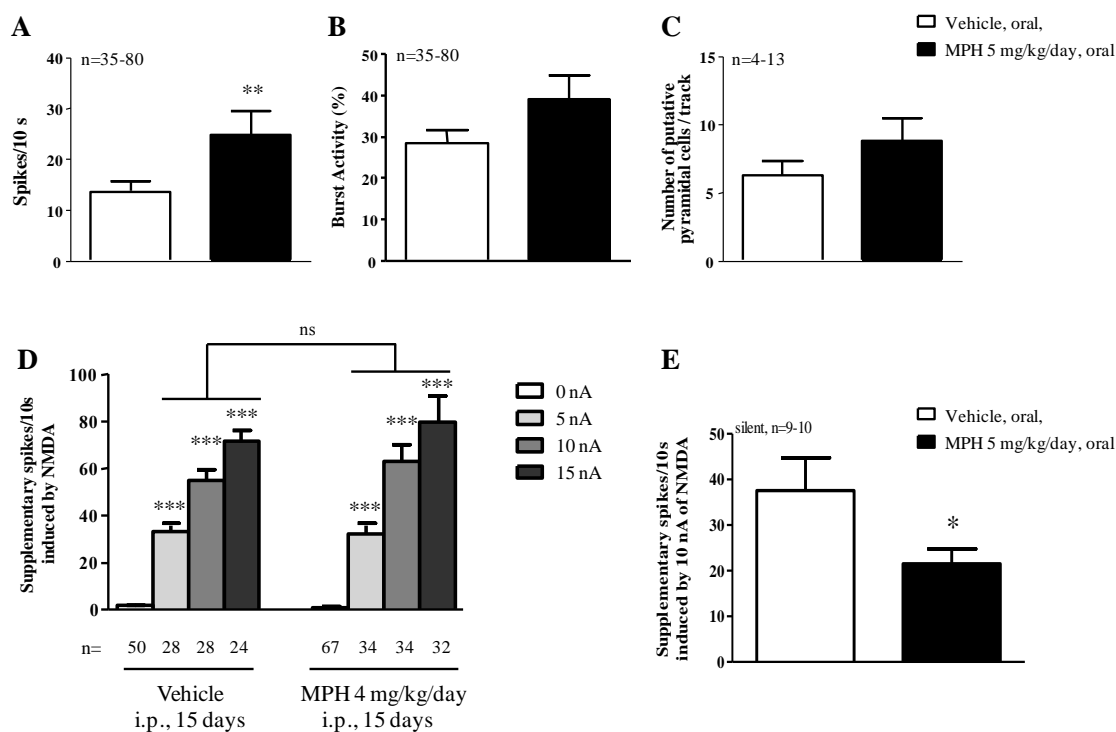 A
B
C
Vehicle, oral,
MPH 5 mg/kg/day, oral
n=35-80
Spikes/10 s
40
30
20
10
0
**
n=35-80
Burst Activity (%)
50
40
30
20
10
0
n=4-13
Number of putative
pyramidal cells / track
15
10
5
0
D
ns
Supplementary spikes/10s
induced by NMDA
100
80
60
40
20
0
***
***
***
***
***
***
0 nA
5 nA
10 nA
15 nA
n= 50 28 28 24 67 34 34 32
Vehicle
i.p., 15 days
MPH 4 mg/kg/day
i.p., 15 days
E
Vehicle, oral,
MPH 5 mg/kg/day, oral
silent, n=9-10
Supplementary spikes/10s
induced by 10 nA of NMDA
50
40
30
20
10
0
*